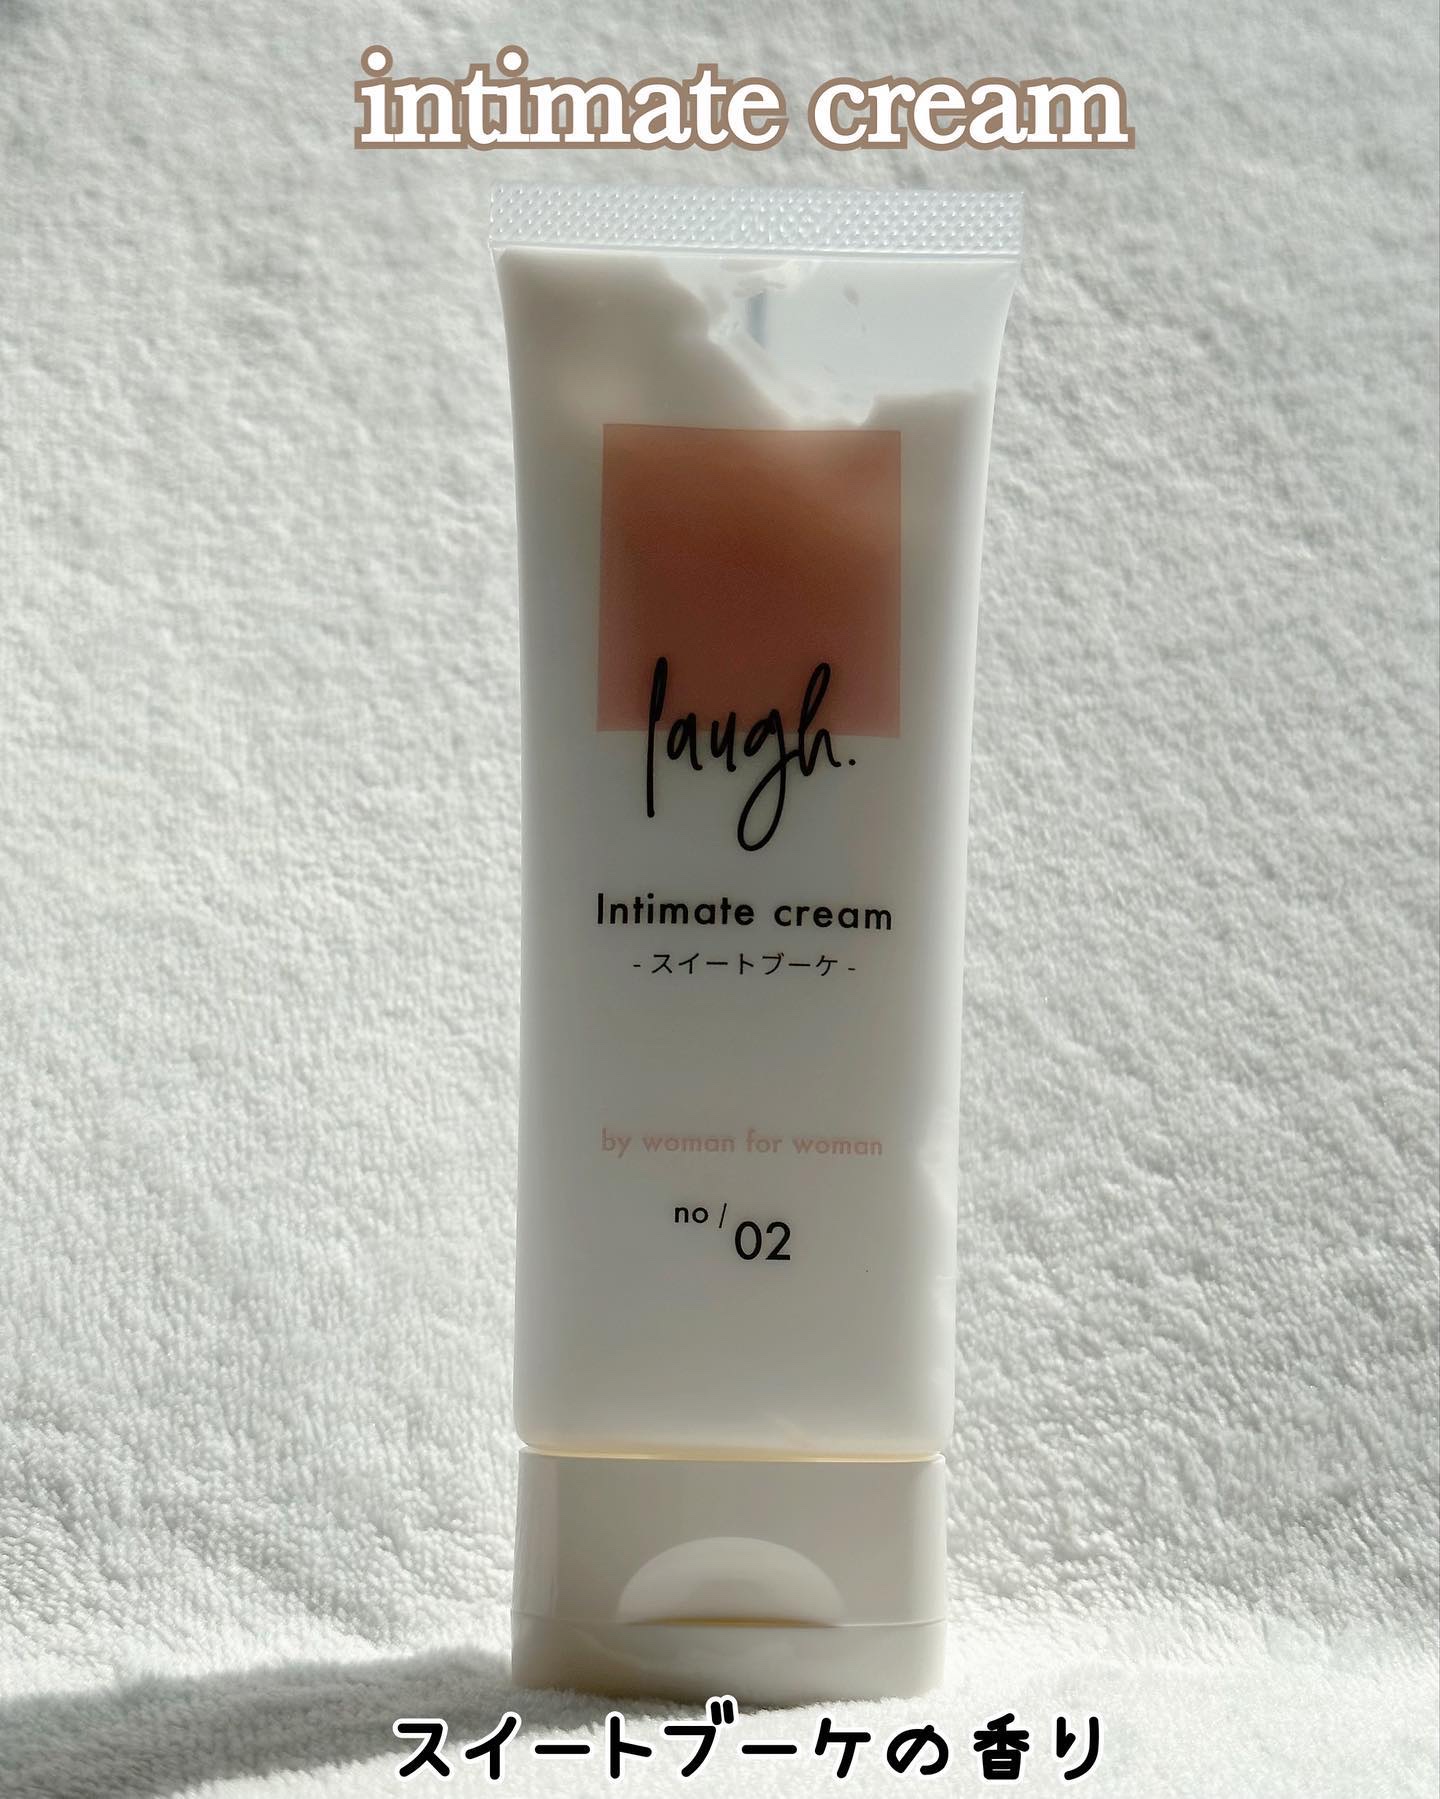 intimate cream
laugh.
Intimate cream
- スイートブーケ -
by woman for woman
no / 02
スイートブーケの香り